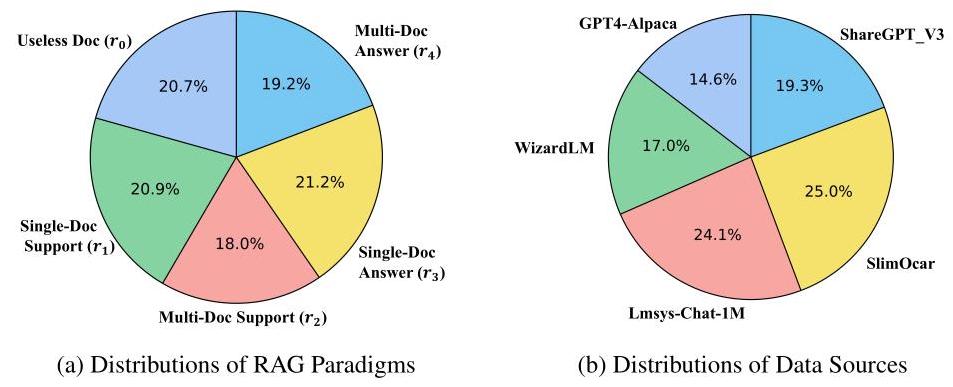 Useless Doc (r₀)
Multi-Doc
Answer (r₄)
20.7%
19.2%
20.9%
21.2%
18.0%
Single-Doc
Support (r₁)
Single-Doc
Answer (r₃)
Multi-Doc Support (r₂)
(a) Distributions of RAG Paradigms
GPT4-Alpaca
ShareGPT_V3
14.6%
19.3%
WizardLM
17.0%
25.0%
24.1%
SlimOcar
Lmsys-Chat-1M
(b) Distributions of Data Sources